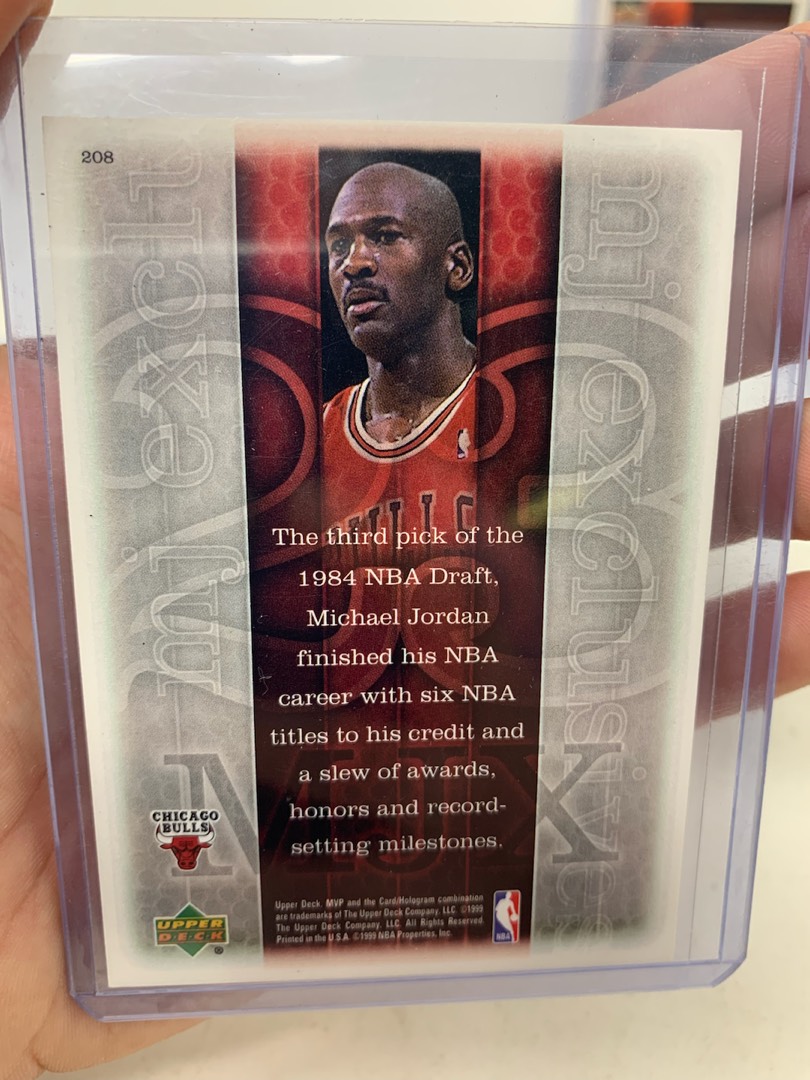 208
mj exclu
mj exclusive
The third pick of the
1984 NBA Draft,
Michael Jordan
finished his NBA
career with six NBA
titles to his credit and
a slew of awards,
honors and record-
setting milestones.
MJX
BULLS
CHICAGO
BULLS
UPPER
DECK
®
Upper Deck, MVP and the Card/Hologram combination
are trademarks of The Upper Deck Company, LLC. ©1999
The Upper Deck Company, LLC. All Rights Reserved.
Printed in the U.S.A. ©1999 NBA Properties, Inc.
NBA